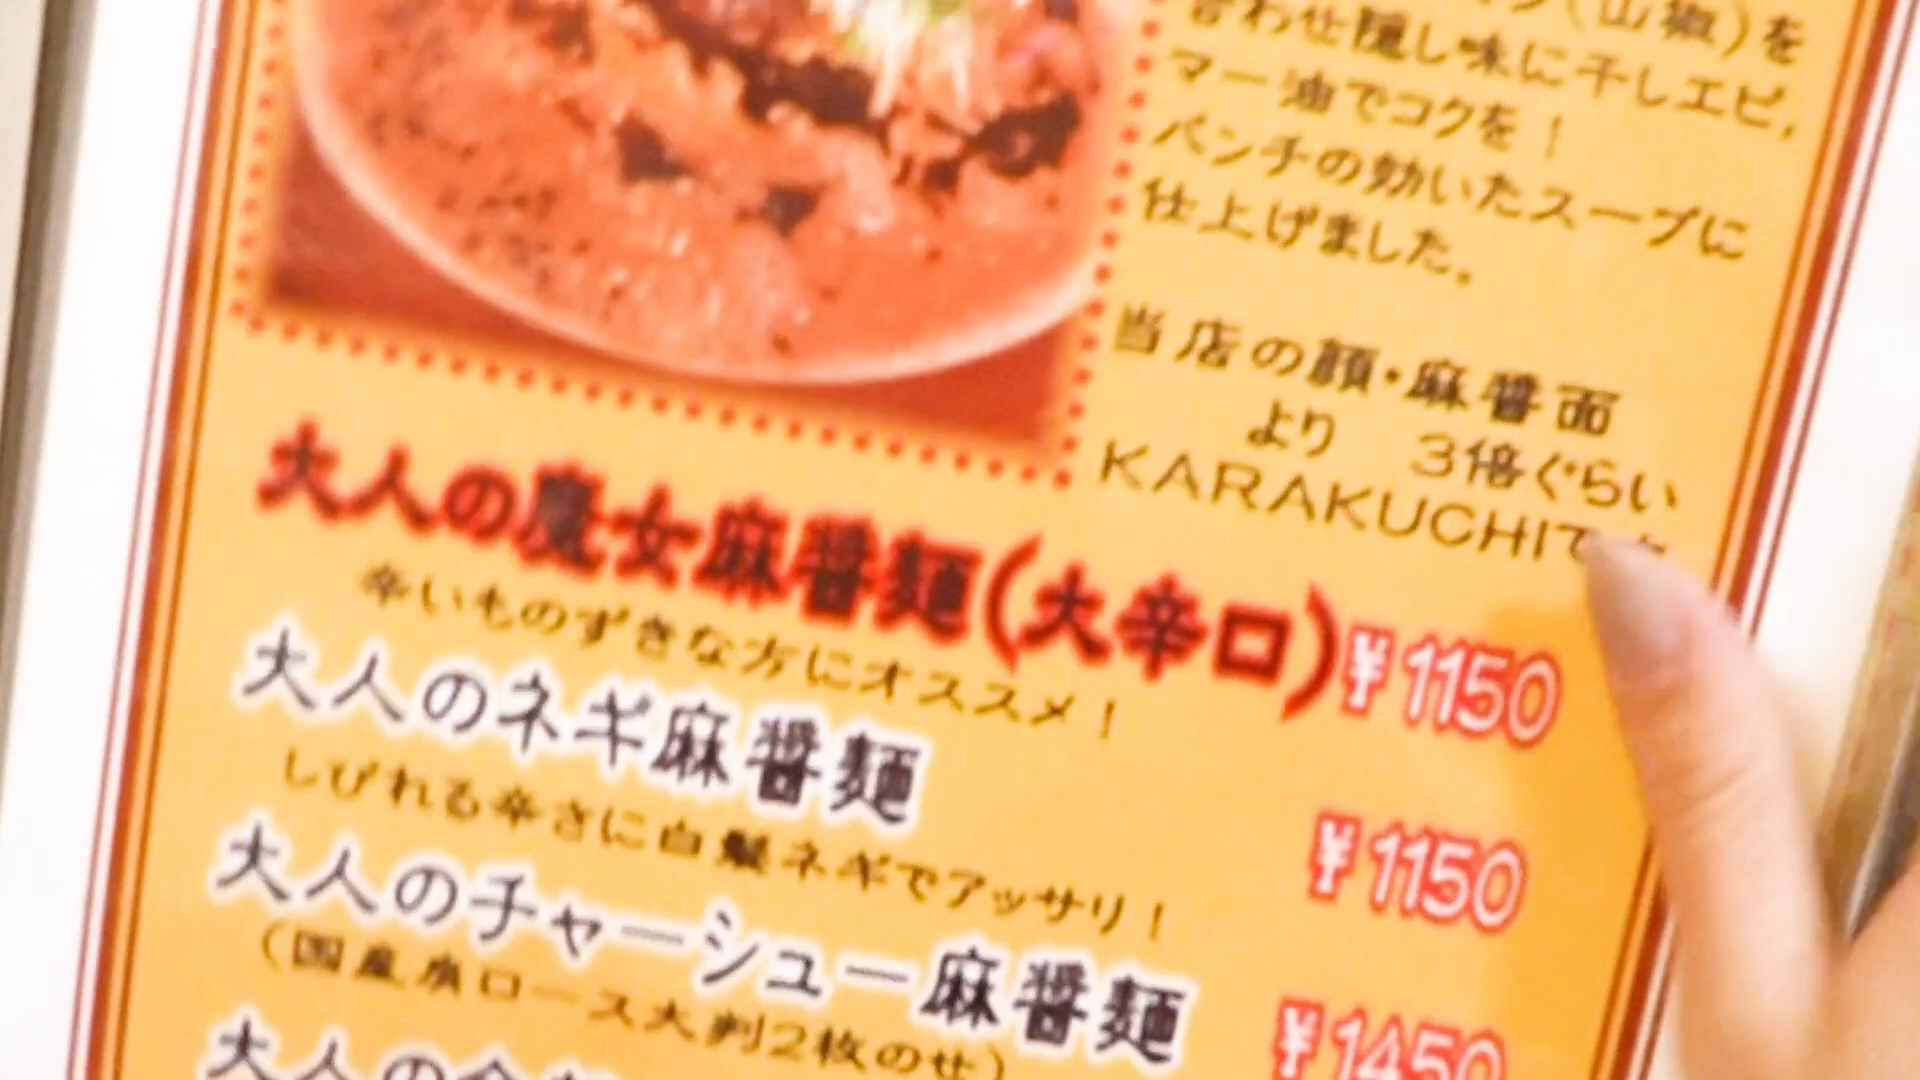 (山椒)を
合わせ隠し味に干しエビ,
マー油でコクを！
パンチの効いたスープに
仕上げました。
当店の顔・麻醤面
より 3倍ぐらい
KARAKUCHIで
大人の魔女麻醤麺(大辛口) ¥1150
辛いものずきな方にオススメ！
大人のネギ麻醤麺 ¥1150
しびれる辛さに白髪ネギでアッサリ！
大人のチャーシュー麻醤麺 ¥1450
(国産肩ロース大判2枚のせ)
大人の